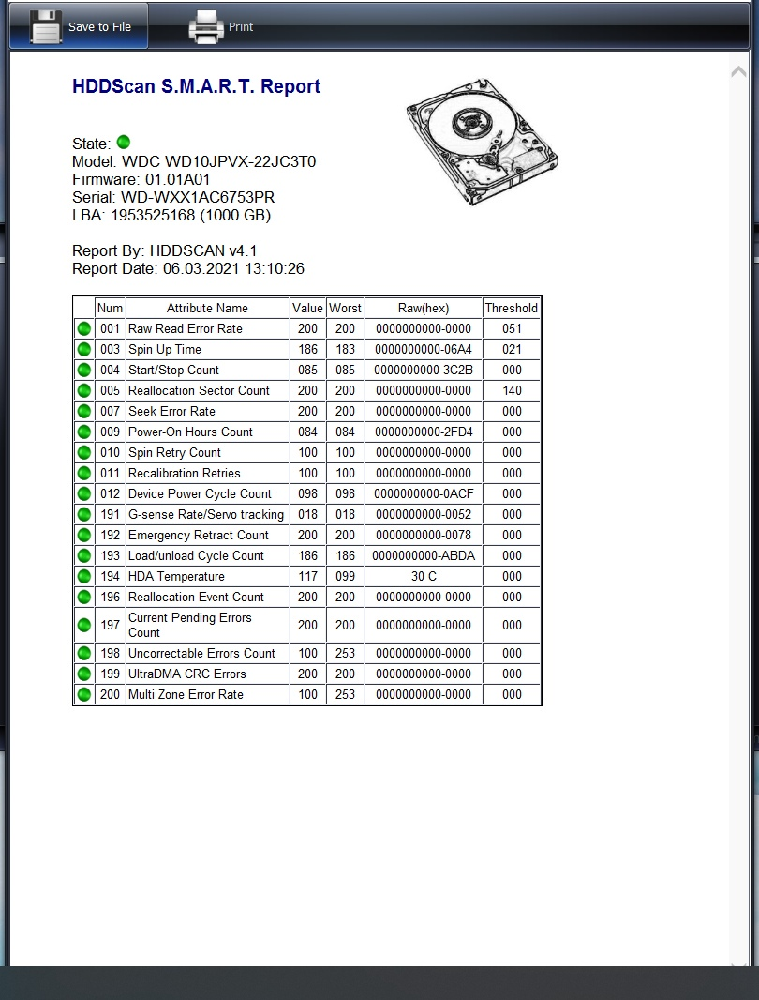 Save to File Print
HDDScan S.M.A.R.T. Report
State:
Model: WDC WD10JPVX-22JC3T0
Firmware: 01.01A01
Serial: WD-WXX1AC6753PR
LBA: 1953525168 (1000 GB)
Report By: HDDSCAN v4.1
Report Date: 06.03.2021 13:10:26
Num Attribute Name Value Worst Raw(hex) Threshold
001 Raw Read Error Rate 200 200 0000000000-0000 051
003 Spin Up Time 186 183 0000000000-06A4 021
004 Start/Stop Count 085 085 0000000000-3C2B 000
005 Reallocation Sector Count 200 200 0000000000-0000 140
007 Seek Error Rate 200 200 0000000000-0000 000
009 Power-On Hours Count 084 084 0000000000-2FD4 000
010 Spin Retry Count 100 100 0000000000-0000 000
011 Recalibration Retries 100 100 0000000000-0000 000
012 Device Power Cycle Count 098 098 0000000000-0ACF 000
191 G-sense Rate/Servo tracking 018 018 0000000000-0052 000
192 Emergency Retract Count 200 200 0000000000-0078 000
193 Load/unload Cycle Count 186 186 0000000000-ABDA 000
194 HDA Temperature 117 099 30 C 000
196 Reallocation Event Count 200 200 0000000000-0000 000
197 Current Pending Errors
Count 200 200 0000000000-0000 000
198 Uncorrectable Errors Count 100 253 0000000000-0000 000
199 UltraDMA CRC Errors 200 200 0000000000-0000 000
200 Multi Zone Error Rate 100 253 0000000000-0000 000